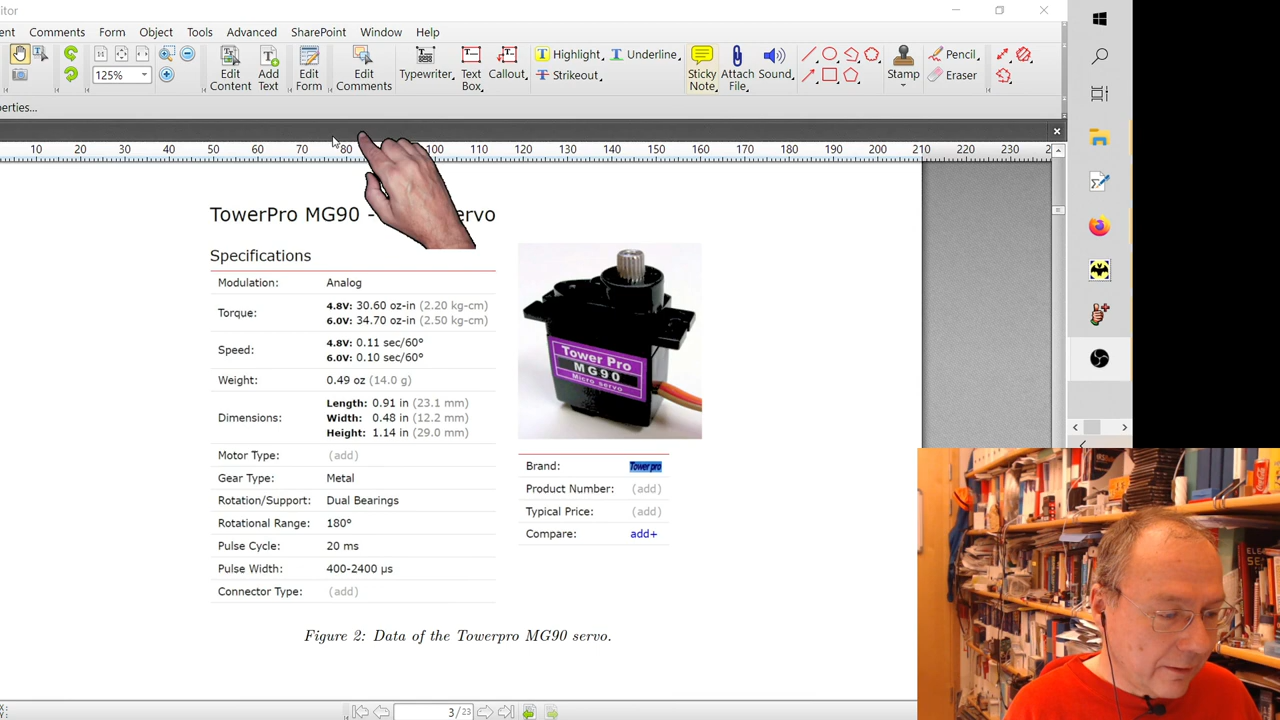 itor
ent Comments Form Object Tools Advanced SharePoint Window Help
125%
Edit Content
Add Text
Edit Form
Edit Comments
Typewriter
Text Box
Callout
Highlight
Strikeout
Underline
Sticky Note
Attach File
Sound
Stamp
Pencil
Eraser
perties...
10 20 30 40 50 60 70 80 100 110 120 130 140 150 160 170 180 190 200 210 220 230
TowerPro MG90 - ervo
Specifications
Modulation: Analog
Torque: 4.8V: 30.60 oz-in (2.20 kg-cm)
6.0V: 34.70 oz-in (2.50 kg-cm)
Speed: 4.8V: 0.11 sec/60°
6.0V: 0.10 sec/60°
Weight: 0.49 oz (14.0 g)
Dimensions: Length: 0.91 in (23.1 mm)
Width: 0.48 in (12.2 mm)
Height: 1.14 in (29.0 mm)
Motor Type: (add)
Gear Type: Metal
Rotation/Support: Dual Bearings
Rotational Range: 180°
Pulse Cycle: 20 ms
Pulse Width: 400-2400 µs
Connector Type: (add)
Tower Pro
MG90
Micro servo
Brand: Tower pro
Product Number: (add)
Typical Price: (add)
Compare: add+
Figure 2: Data of the Towerpro MG90 servo.
X:
Y:
3 / 23